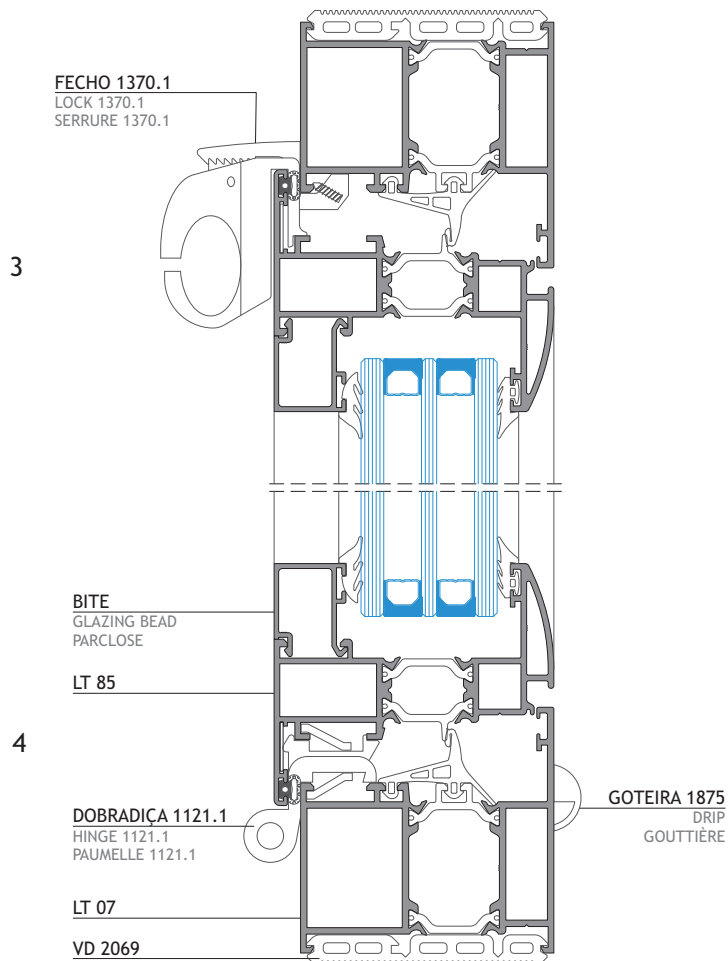 FECHO 1370.1
LOCK 1370.1
SERRURE 1370.1
3
BITE
GLAZING BEAD
PARCLOSE
LT 85
4
DOBRADIÇA 1121.1
HINGE 1121.1
PAUMELLE 1121.1
GOTEIRA 1875
DRIP
GOUTTIÈRE
LT 07
VD 2069